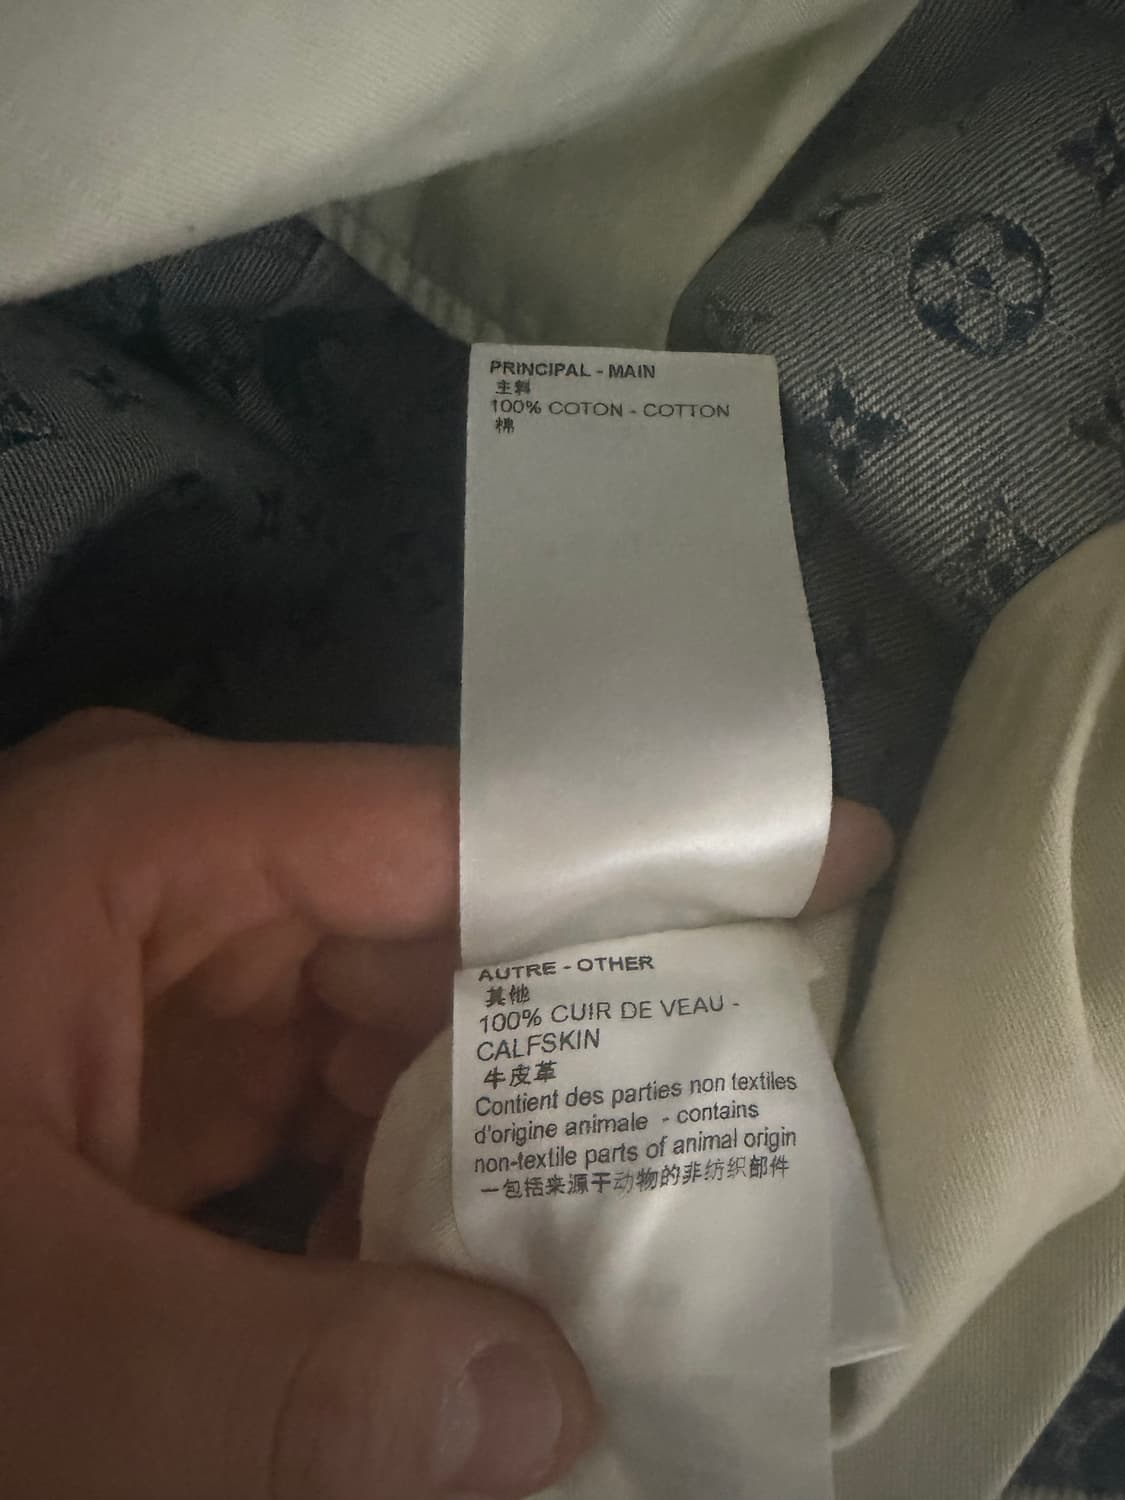 PRINCIPAL - MAIN
主料
100% COTON - COTTON
棉
AUTRE - OTHER
其他
100% CUIR DE VEAU -
CALFSKIN
牛皮革
Contient des parties non textiles
d'origine animale - contains
non-textile parts of animal origin
一包括来源于动物的非纺织部件